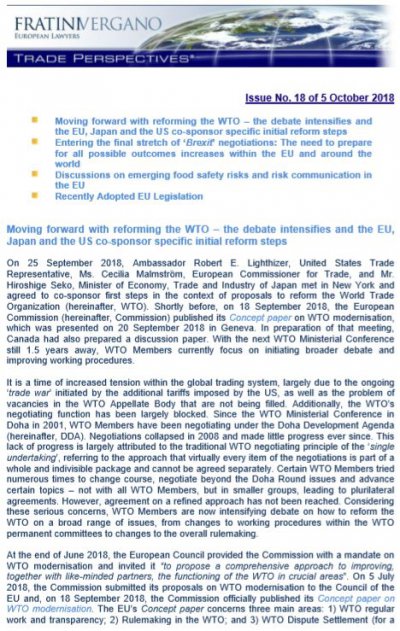 FRATINIVERGANO
EUROPEAN LAWYERS
TRADE PERSPECTIVES®
Issue No. 18 of 5 October 2018
Moving forward with reforming the WTO – the debate intensifies and
the EU, Japan and the US co-sponsor specific initial reform steps
Entering the final stretch of ‘Brexit’ negotiations: The need to prepare
for all possible outcomes increases within the EU and around the
world
Discussions on emerging food safety risks and risk communication in
the EU
Recently Adopted EU Legislation
Moving forward with reforming the WTO – the debate intensifies and the EU,
Japan and the US co-sponsor specific initial reform steps
On 25 September 2018, Ambassador Robert E. Lighthizer, United States Trade
Representative, Ms. Cecilia Malmström, European Commissioner for Trade, and Mr.
Hiroshige Seko, Minister of Economy, Trade and Industry of Japan met in New York and
agreed to co-sponsor first steps in the context of proposals to reform the World Trade
Organization (hereinafter, WTO). Shortly before, on 18 September 2018, the European
Commission (hereinafter, Commission) published its Concept paper on WTO modernisation,
which was presented on 20 September 2018 in Geneva. In preparation of that meeting,
Canada had also prepared a discussion paper. With the next WTO Ministerial Conference
still 1.5 years away, WTO Members currently focus on initiating broader debate and
improving working procedures.
It is a time of increased tension within the global trading system, largely due to the ongoing
‘trade war’ initiated by the additional tariffs imposed by the US, as well as the problem of
vacancies in the WTO Appellate Body that are not being filled. Additionally, the WTO’s
negotiating function has been largely blocked. Since the WTO Ministerial Conference in
Doha in 2001, WTO Members have been negotiating under the Doha Development Agenda
(hereinafter, DDA). Negotiations collapsed in 2008 and made little progress ever since. This
lack of progress is largely attributed to the traditional WTO negotiating principle of the ‘single
undertaking’, referring to the approach that virtually every item of the negotiations is part of a
whole and indivisible package and cannot be agreed separately. Certain WTO Members tried
numerous times to change course, negotiate beyond the Doha Round issues and advance
certain topics – not with all WTO Members, but in smaller groups, leading to plurilateral
agreements. However, agreement on a refined approach has not been reached. Considering
these serious concerns, WTO Members are now intensifying debate on how to reform the
WTO on a broad range of issues, from changes to working procedures within the WTO
permanent committees to changes to the overall rulemaking.
At the end of June 2018, the European Council provided the Commission with a mandate on
WTO modernisation and invited it “to propose a comprehensive approach to improving,
together with like-minded partners, the functioning of the WTO in crucial areas”. On 5 July
2018, the Commission submitted its proposals on WTO modernisation to the Council of the
EU and, on 18 September 2018, the Commission officially published its Concept paper on
WTO modernisation. The EU’s Concept paper concerns three main areas: 1) WTO regular
work and transparency; 2) Rulemaking in the WTO; and 3) WTO Dispute Settlement (for a